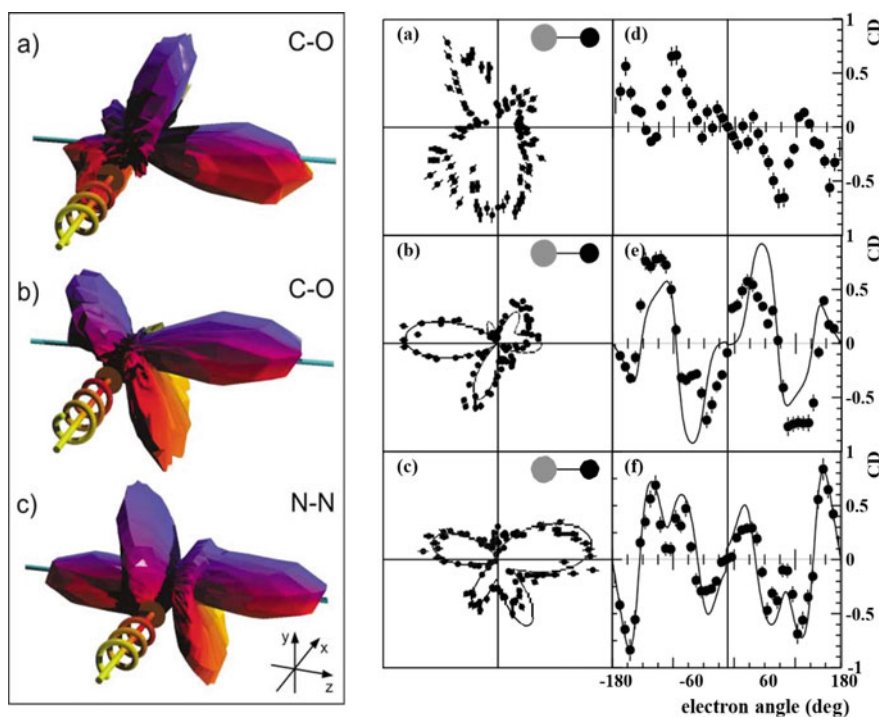 a)
C-O
b)
C-O
c)
N-N
y
x
z
(a)
(d)
1
CD
0.5
0
-0.5
(b)
(e)
1
CD
0.5
0
-0.5
(c)
(f)
1
CD
0.5
0
-0.5
-1
-180
-60
60
180
electron angle (deg)